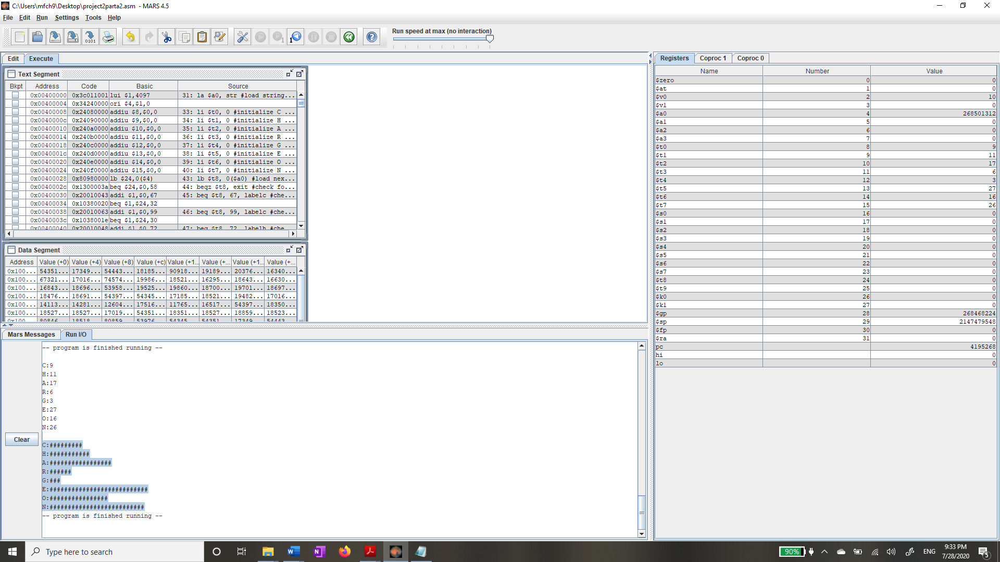 C:\Users\mfch9\Desktop\project2parta2.asm - MARS 4.5
File Edit Run Settings Tools Help
Run speed at max (no interaction)
Edit Execute
Text Segment
Bkpt Address Code Basic Source
0x00400000 0x3c011001 lui $1,4097 31: la $a0, str #load string...
0x00400004 0x34240000 ori $4,$1,0
0x00400008 0x24080000 addiu $8,$0,0 33: li $t0, 0 #initialize C ...
0x0040000c 0x24090000 addiu $9,$0,0 34: li $t1, 0 #initialize H ...
0x00400010 0x240a0000 addiu $10,$0,0 35: li $t2, 0 #initialize A ...
0x00400014 0x240b0000 addiu $11,$0,0 36: li $t3, 0 #initialize R ...
0x00400018 0x240c0000 addiu $12,$0,0 37: li $t4, 0 #initialize G ...
0x0040001c 0x240d0000 addiu $13,$0,0 38: li $t5, 0 #initialize E ...
0x00400020 0x240e0000 addiu $14,$0,0 39: li $t6, 0 #initialize O ...
0x00400024 0x240f0000 addiu $15,$0,0 40: li $t7, 0 #initialize N ...
0x00400028 0x80980000 lb $24,0($4) 43: lb $t8, 0($a0) #load nex...
0x0040002c 0x1300003a beq $24,$0,58 44: beqz $t8, exit #check fo...
0x00400030 0x20010043 addi $1,$0,67 45: beq $t8, 67, labelc #che...
0x00400034 0x10380020 beq $1,$24,32
0x00400038 0x20010063 addi $1,$0,99 46: beq $t8, 99, labelc #che...
0x0040003c 0x1038001e beq $1,$24,30
0x00400040 0x20010048 addi $1,$0,72 47: beq $t8, 72, labelh #che
Data Segment
Address Value (+0) Value (+4) Value (+8) Value (+c) Value (+1... Value (+... Value (+1... Value (+...
0x100... 54351... 17349... 54443... 18185... 90918... 19189... 20376... 16340...
0x100... 67321... 17016... 74574... 19986... 18521... 16295... 18643... 16630...
0x100... 16843... 18696... 53958... 19525... 19860... 18700... 19701... 18697...
0x100... 18476... 18691... 54397... 54345... 17185... 18521... 19482... 17016...
0x100... 14113... 14281... 12604... 17516... 11765... 16517... 54397... 18350...
0x100... 18527... 18527... 17019... 54351... 18351... 18527... 18859... 18523...
0x100 80846 18518 80859 53976 54345 54351 17349 54443
Mars Messages Run I/O
Clear
-- program is finished running --
C:9
H:11
A:17
R:6
G:3
E:27
O:16
N:26
C:#########
H:###########
A:#################
R:######
G:###
E:###########################
O:################
N:##########################
-- program is finished running --
Registers Coproc 1 Coproc 0
Name Number Value
$zero 0 0
$at 1 0
$v0 2 10
$v1 3 0
$a0 4 268501312
$a1 5 0
$a2 6 0
$a3 7 0
$t0 8 9
$t1 9 11
$t2 10 17
$t3 11 6
$t4 12 3
$t5 13 27
$t6 14 16
$t7 15 26
$s0 16 0
$s1 17 0
$s2 18 0
$s3 19 0
$s4 20 0
$s5 21 0
$s6 22 0
$s7 23 0
$t8 24 0
$t9 25 0
$k0 26 0
$k1 27 0
$gp 28 268468224
$sp 29 2147479548
$fp 30 0
$ra 31 0
pc 4195268
hi 0
lo 0
Type here to search
90%
ENG
9:33 PM
7/28/2020
5